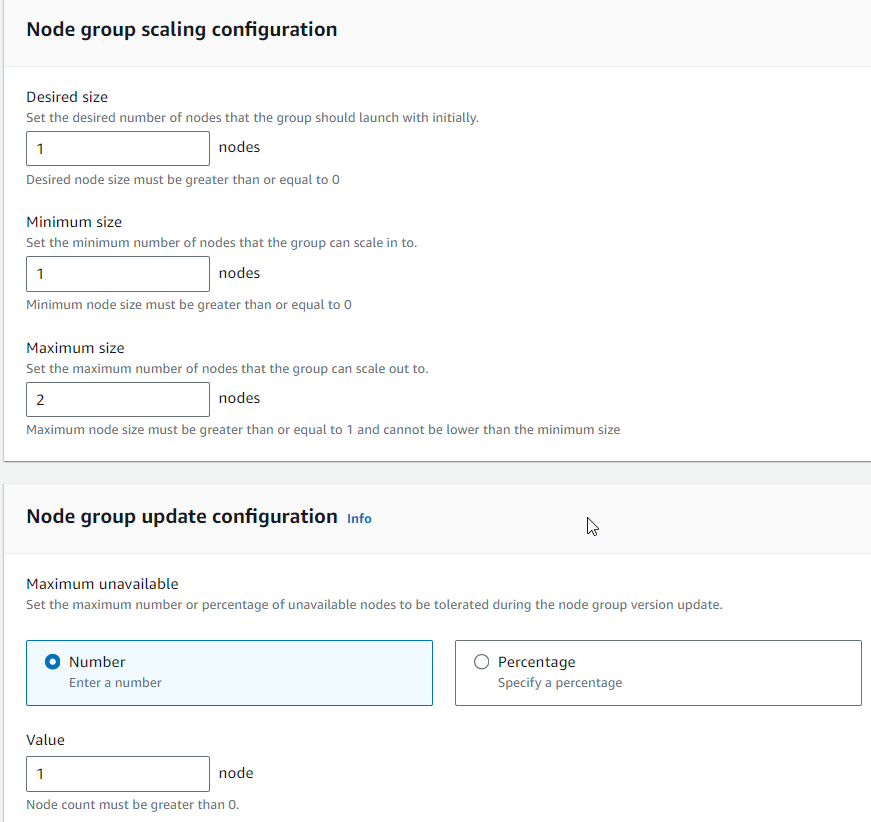 Node group scaling configuration
Desired size
Set the desired number of nodes that the group should launch with initially.
1 nodes
Desired node size must be greater than or equal to 0
Minimum size
Set the minimum number of nodes that the group can scale in to.
1 nodes
Minimum node size must be greater than or equal to 0
Maximum size
Set the maximum number of nodes that the group can scale out to.
2 nodes
Maximum node size must be greater than or equal to 1 and cannot be lower than the minimum size
Node group update configuration Info
Maximum unavailable
Set the maximum number or percentage of unavailable nodes to be tolerated during the node group version update.
Number
Enter a number
Percentage
Specify a percentage
Value
1 node
Node count must be greater than 0.